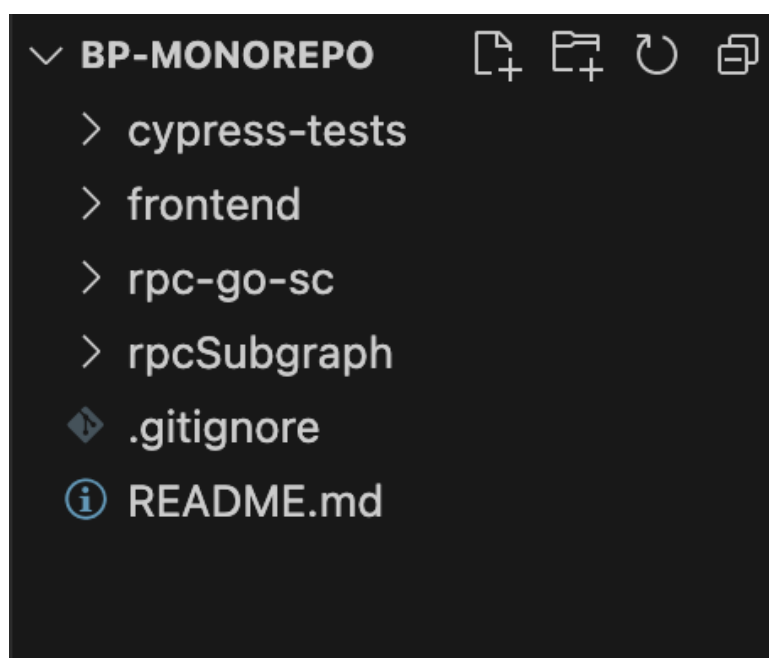 BP-MONOREPO
cypress-tests
frontend
rpc-go-sc
rpcSubgraph
.gitignore
README.md